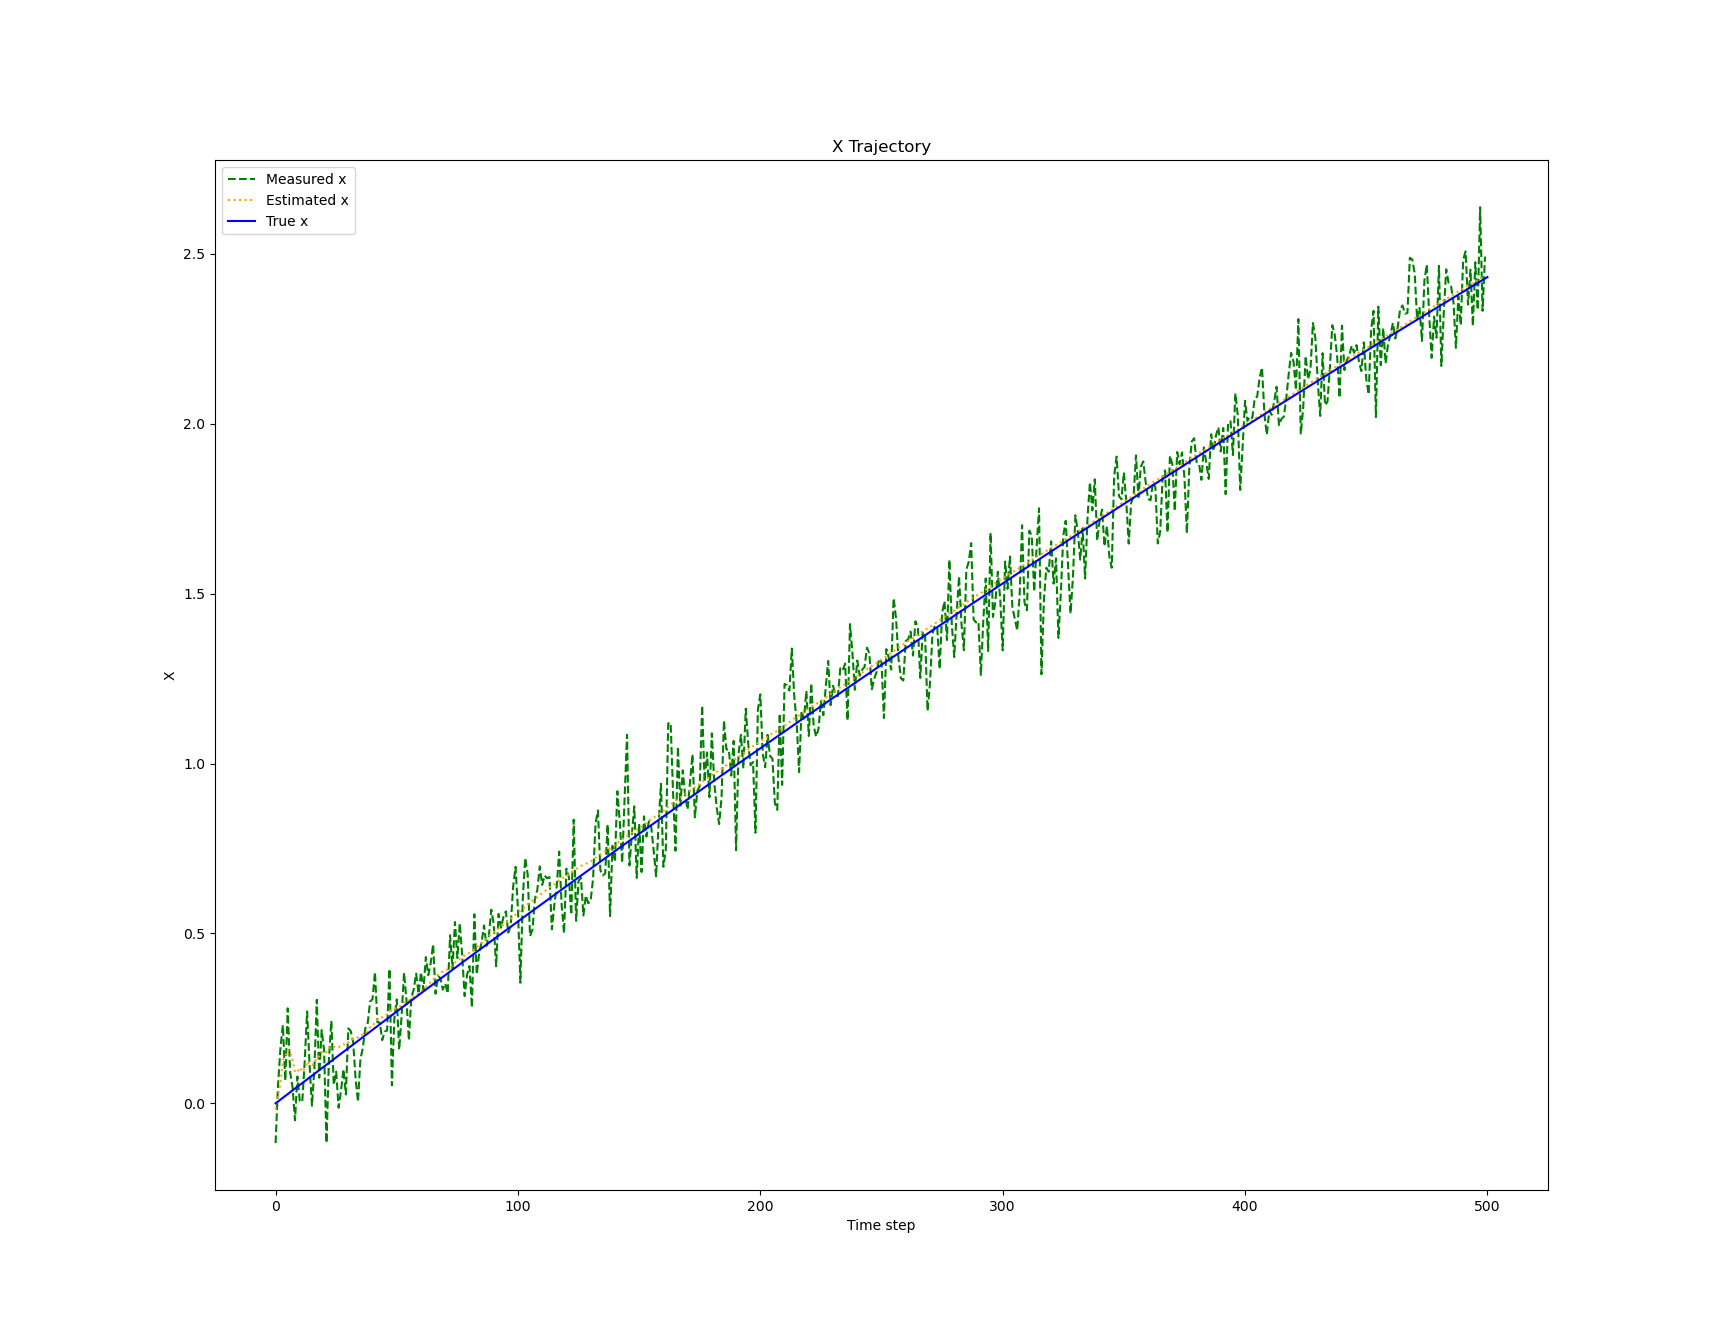 X Trajectory
Measured x
Estimated x
True x
2.5
2.0
1.5
1.0
0.5
0.0
X
0 100 200 300 400 500
Time step